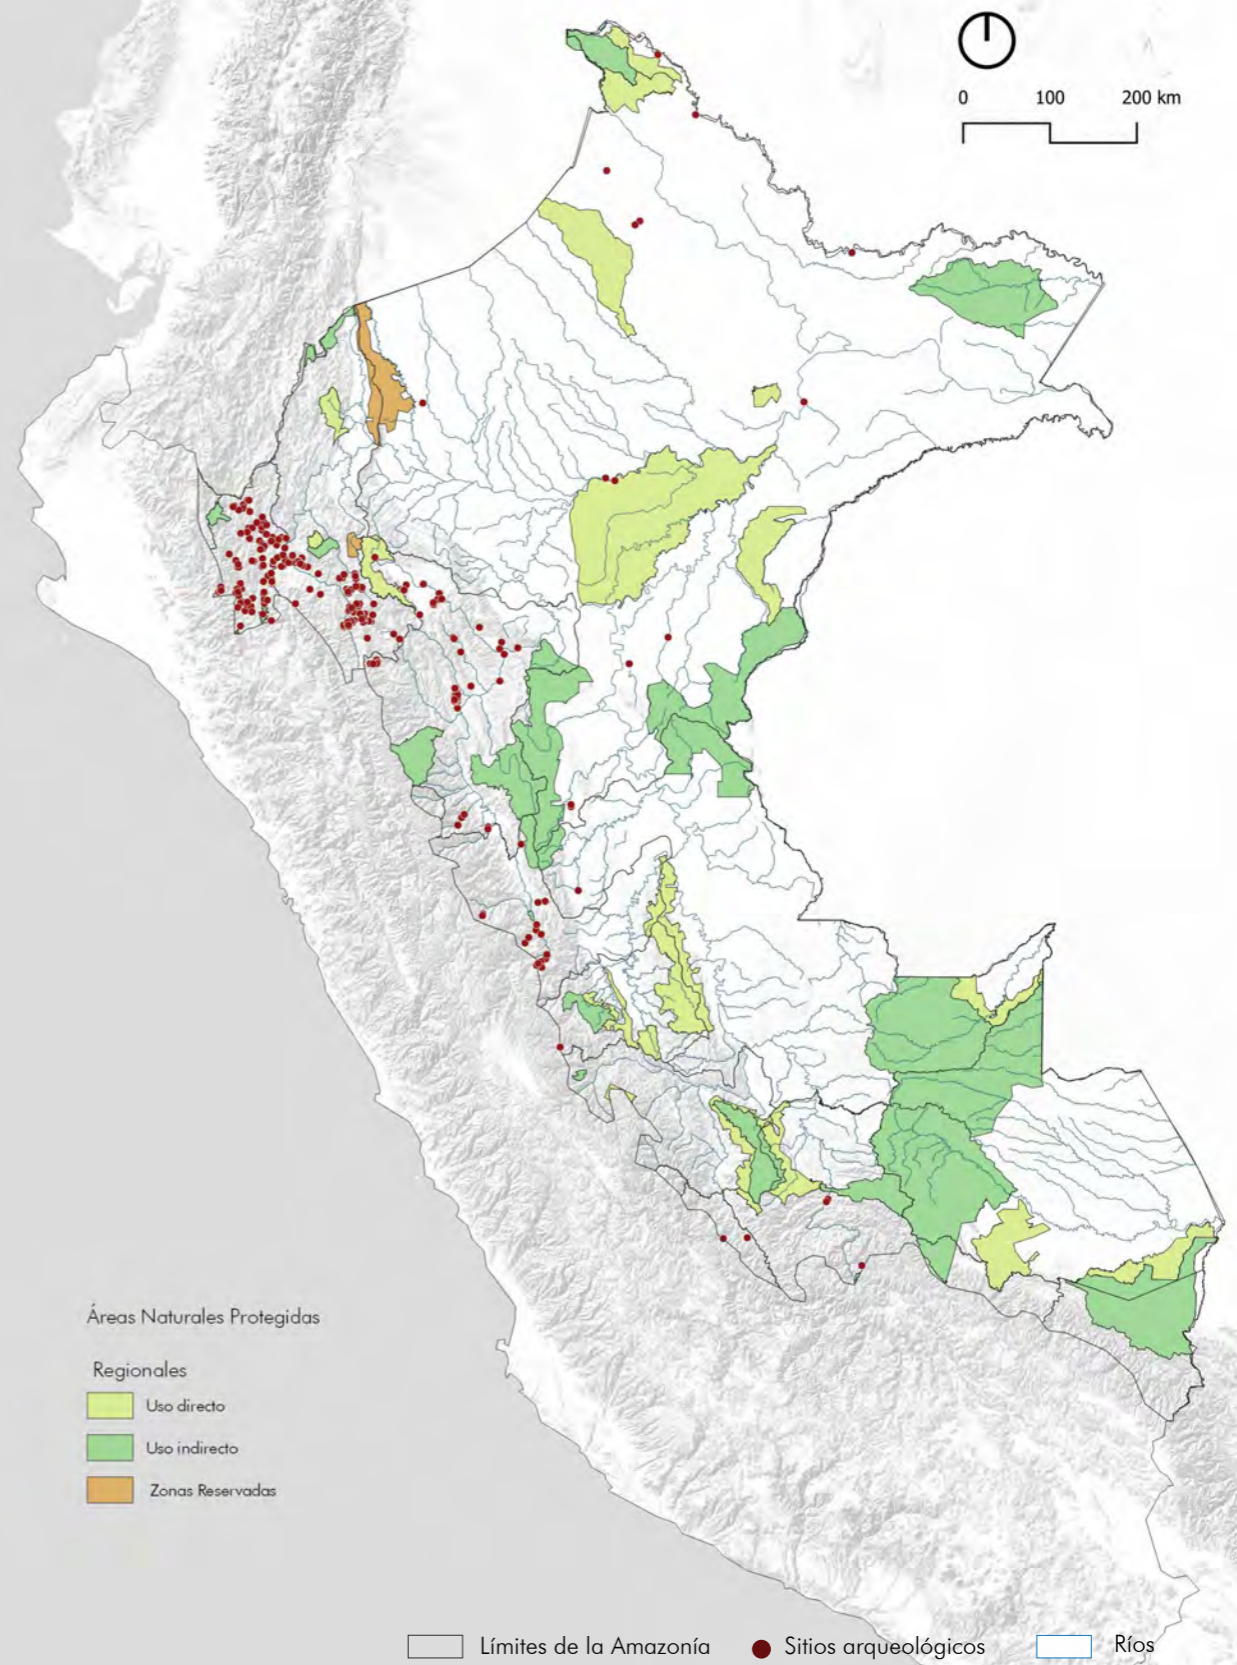 0 100 200 km
Áreas Naturales Protegidas
Regionales
Uso directo
Uso indirecto
Zonas Reservadas
Límites de la Amazonía Sitios arqueológicos Ríos